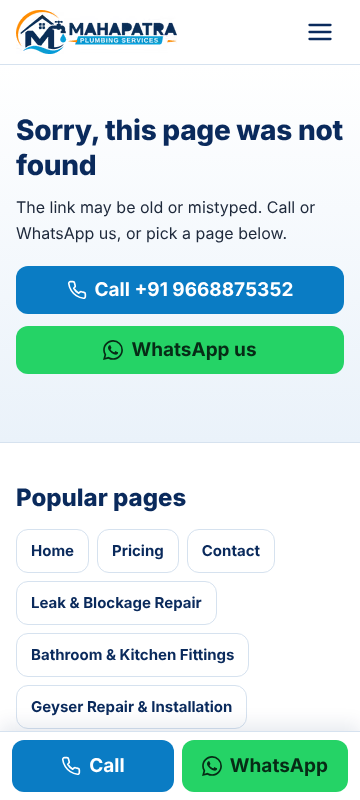 MAHAPATRA
PLUMBING SERVICES
Sorry, this page was not
found
The link may be old or mistyped. Call or
WhatsApp us, or pick a page below.
Call +91 9668875352
WhatsApp us
Popular pages
Home
Pricing
Contact
Leak & Blockage Repair
Bathroom & Kitchen Fittings
Geyser Repair & Installation
Call
WhatsApp